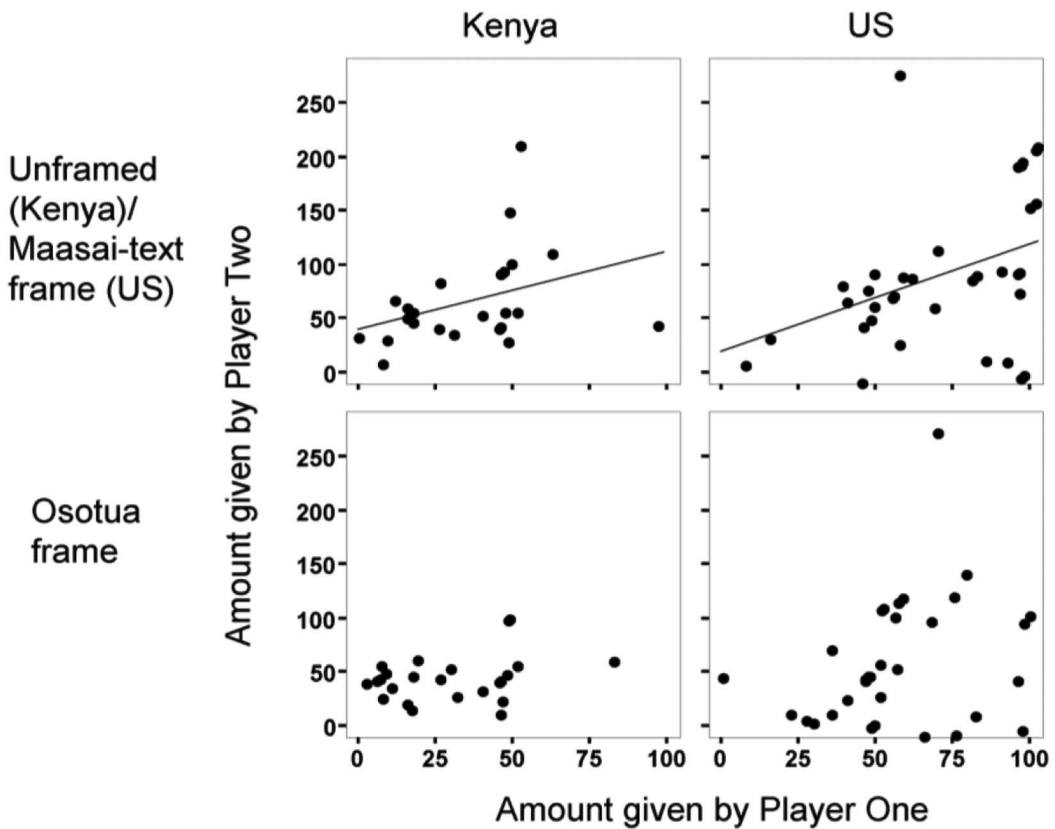 Kenya
US
Unframed
(Kenya)/
Maasai-text
frame (US)
Osotua
frame
Amount given by Player Two
250
200
150
100
50
0
250
200
150
100
50
0
0 25 50 75 100
0 25 50 75 100
Amount given by Player One